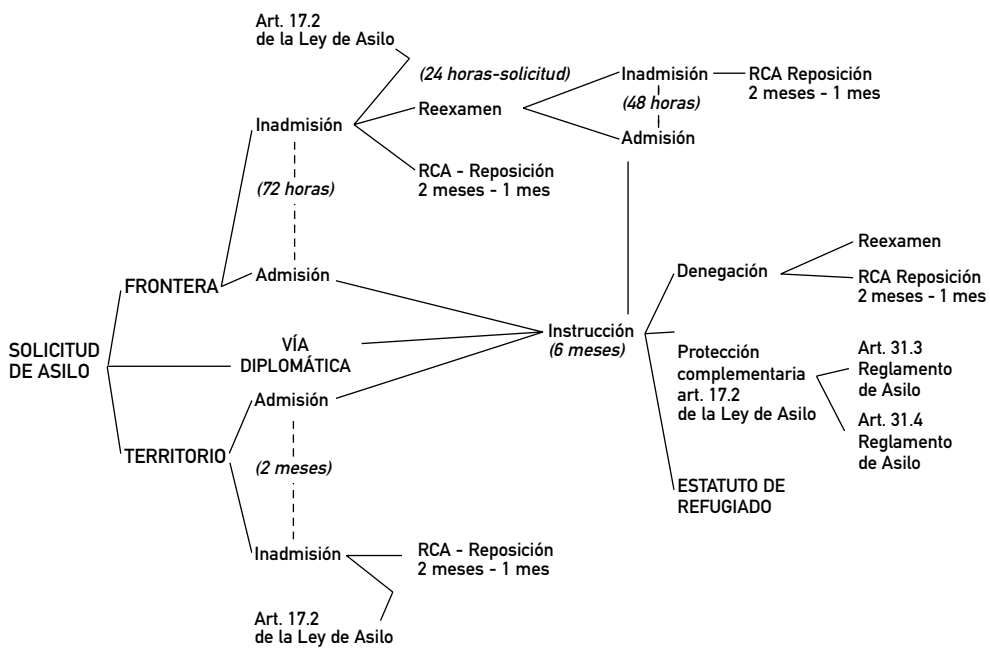 SOLICITUD
DE ASILO
FRONTERA
Inadmisión
(72 horas)
Admisión
Art. 17.2
de la Ley de Asilo
(24 horas-solicitud)
Reexamen
RCA - Reposición
2 meses - 1 mes
Inadmisión
(48 horas)
Admisión
RCA Reposición
2 meses - 1 mes
VÍA
DIPLOMÁTICA
TERRITORIO
Admisión
(2 meses)
Inadmisión
RCA - Reposición
2 meses - 1 mes
Art. 17.2
de la Ley de Asilo
Instrucción
(6 meses)
Denegación
Reexamen
RCA Reposición
2 meses - 1 mes
Protección
complementaria
art. 17.2
de la Ley de Asilo
Art. 31.3
Reglamento
de Asilo
Art. 31.4
Reglamento
de Asilo
ESTATUTO DE
REFUGIADO